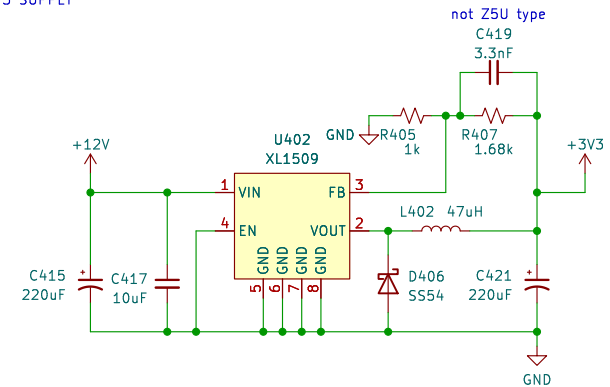 SUPPLY
not Z5U type
C419
3.3nF
+12V
U402
XL1509
GND
R405
1k
R407
1.68k
+3V3
1
VIN
FB
3
4
EN
VOUT
2
L402 47uH
GND
GND
GND
GND
5
6
7
8
C415
220uF
C417
10uF
D406
SS54
C421
220uF
GND